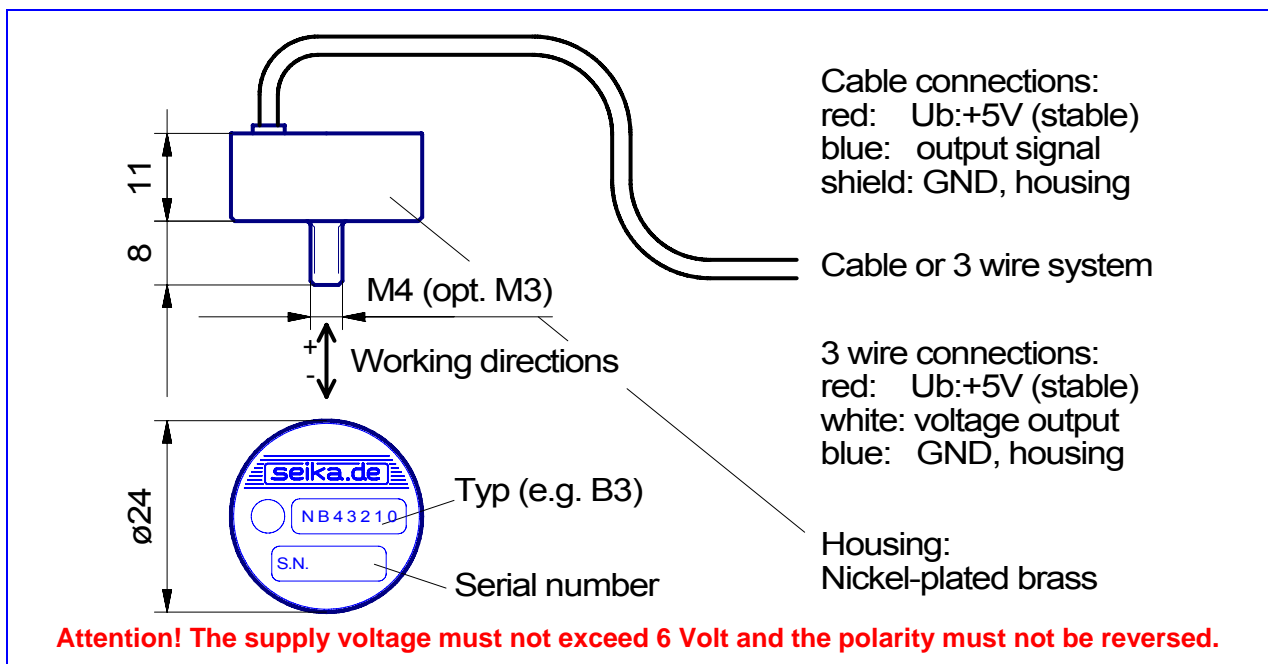 Cable connections:
red: Ub:+5V (stable)
blue: output signal
shield: GND, housing
11
8
Cable or 3 wire system
M4 (opt. M3)
+
-
Working directions
3 wire connections:
red: Ub:+5V (stable)
white: voltage output
blue: GND, housing
ø24
seika.de
Typ (e.g. B3)
NB43210
S.N.
Serial number
Housing:
Nickel-plated brass
Attention! The supply voltage must not exceed 6 Volt and the polarity must not be reversed.